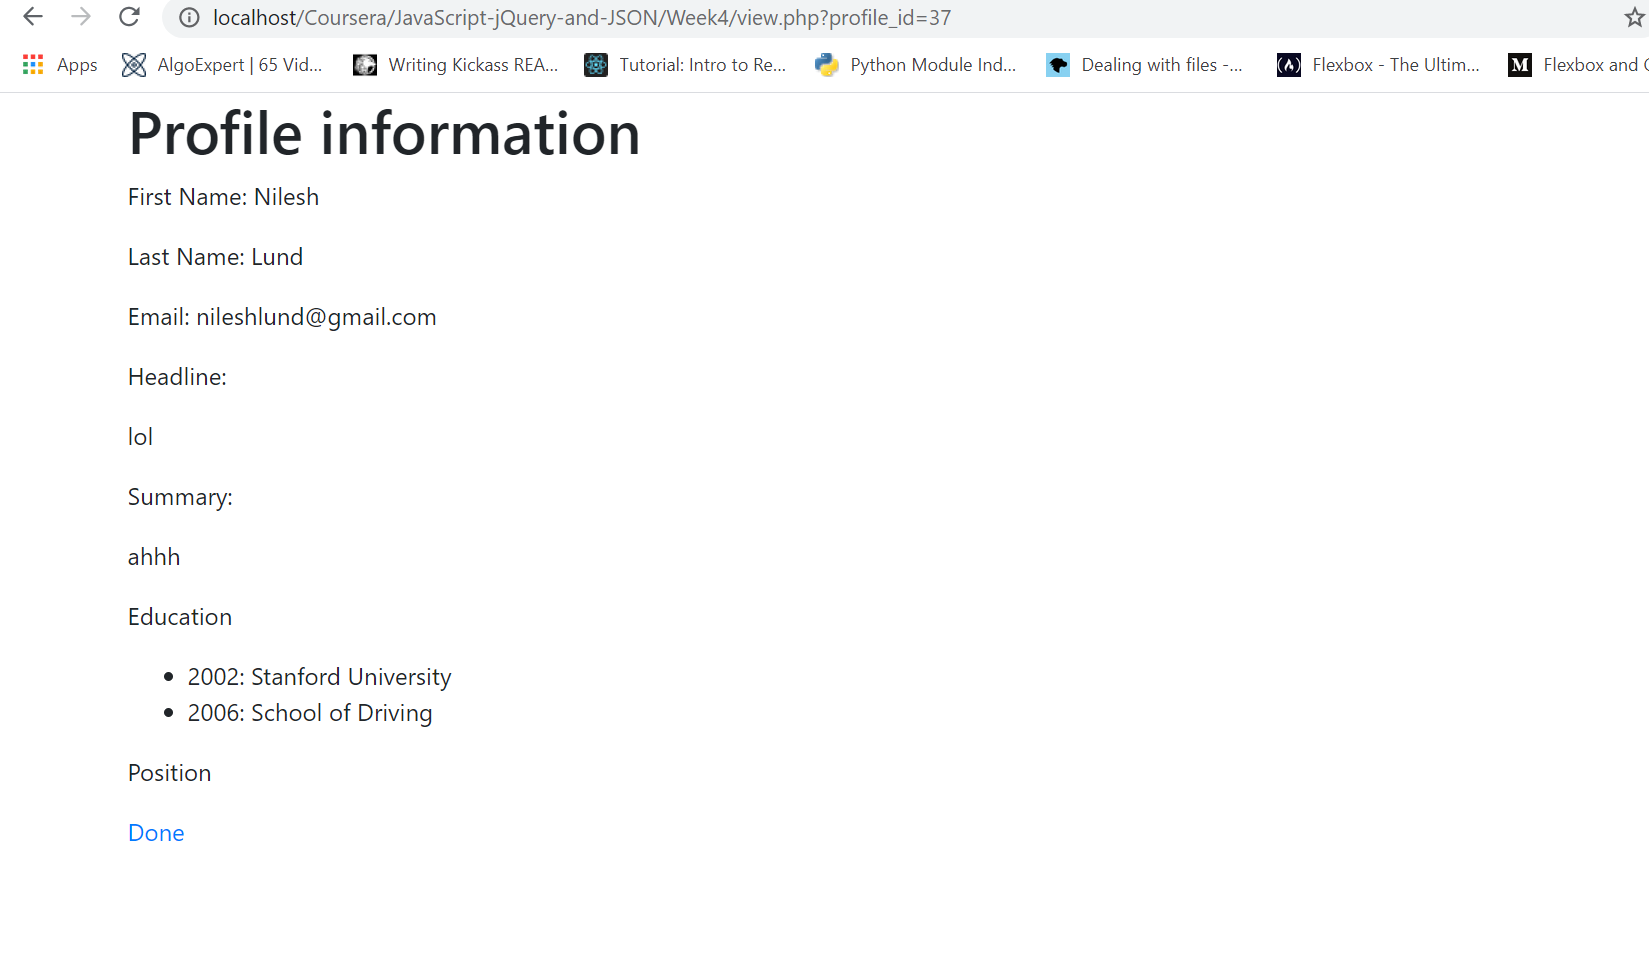 localhost/Coursera/JavaScript-jQuery-and-JSON/Week4/view.php?profile_id=37
Apps AlgoExpert | 65 Vid... Writing Kickass REA... Tutorial: Intro to Re... Python Module Ind... Dealing with files -... Flexbox - The Ultim... M Flexbox and
Profile information
First Name: Nilesh
Last Name: Lund
Email: nileshlund@gmail.com
Headline:
lol
Summary:
ahhh
Education
• 2002: Stanford University
• 2006: School of Driving
Position
Done